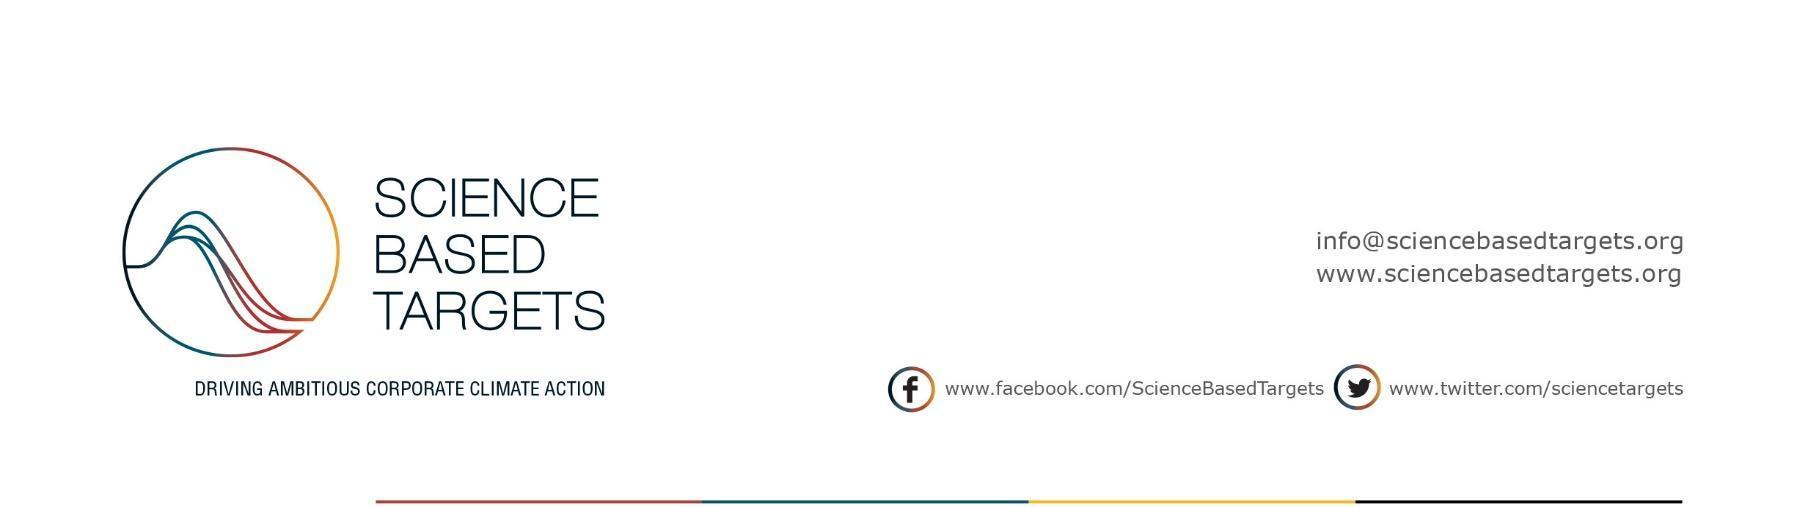 SCIENCE
BASED
TARGETS
DRIVING AMBITIOUS CORPORATE CLIMATE ACTION
info@sciencebasedtargets.org
www.sciencebasedtargets.org
www.facebook.com/ScienceBasedTargets www.twitter.com/sciencetargets